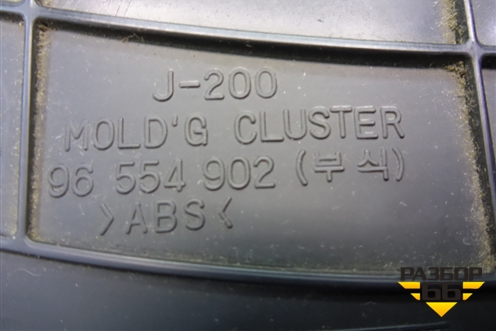 J-200
MOLD'G CLUSTER
96 554 902 (부식)
>ABS<
РАЗБОР
66